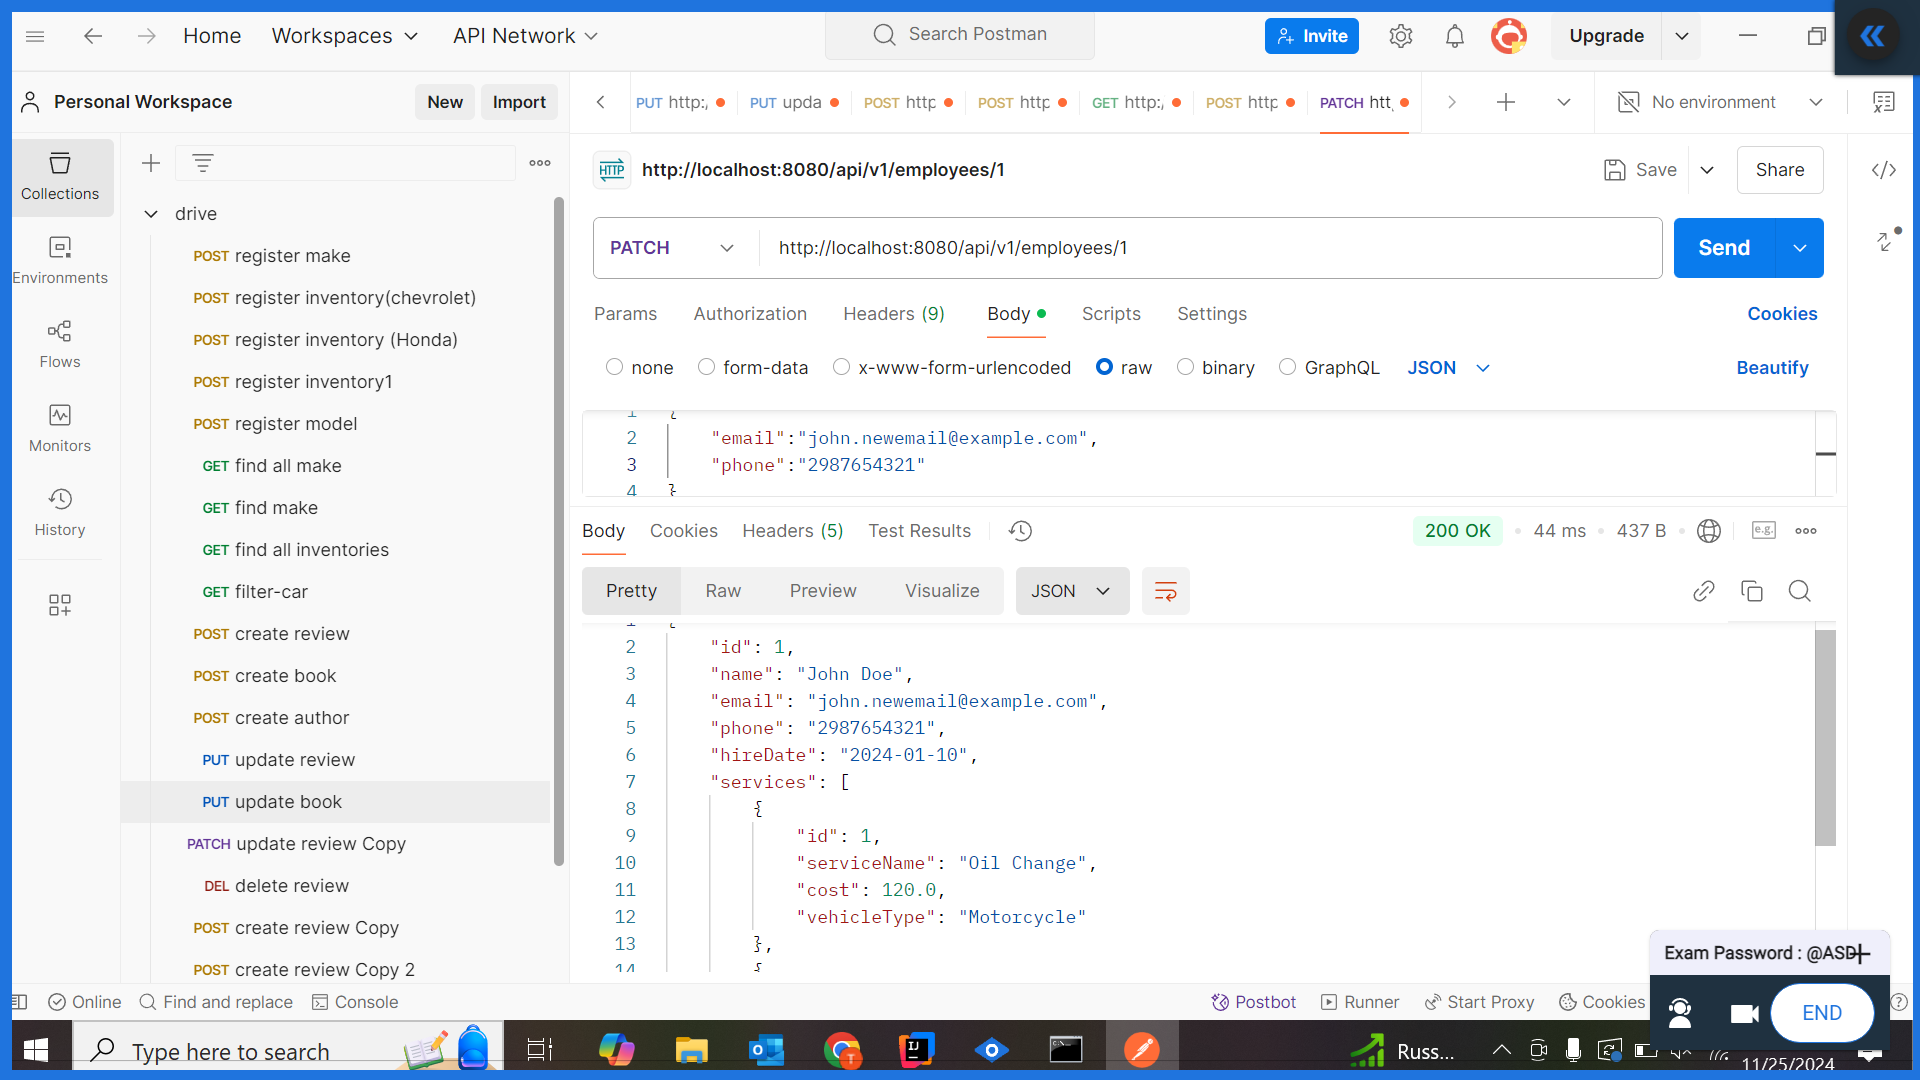 Home
Workspaces
API Network
Search Postman
Invite
Upgrade
Personal Workspace
New
Import
PUT http:/
PUT upda
POST http
POST http
GET http:/
POST http
PATCH htt
No environment
Collections
Environments
Flows
Monitors
History
drive
POST register make
POST register inventory(chevrolet)
POST register inventory (Honda)
POST register inventory1
POST register model
GET find all make
GET find make
GET find all inventories
GET filter-car
POST create review
POST create book
POST create author
PUT update review
PUT update book
PATCH update review Copy
DEL delete review
POST create review Copy
POST create review Copy 2
HTTP http://localhost:8080/api/v1/employees/1
Save
Share
PATCH
http://localhost:8080/api/v1/employees/1
Send
Params
Authorization
Headers (9)
Body
Scripts
Settings
Cookies
none
form-data
x-www-form-urlencoded
raw
binary
GraphQL
JSON
Beautify
1 {
2 "email":"john.newemail@example.com",
3 "phone":"2987654321"
4 }
Body
Cookies
Headers (5)
Test Results
200 OK
44 ms
437 B
e.g.
Pretty
Raw
Preview
Visualize
JSON
1 {
2 "id": 1,
3 "name": "John Doe",
4 "email": "john.newemail@example.com",
5 "phone": "2987654321",
6 "hireDate": "2024-01-10",
7 "services": [
8 {
9 "id": 1,
10 "serviceName": "Oil Change",
11 "cost": 120.0,
12 "vehicleType": "Motorcycle"
13 },
14 {
Online
Find and replace
Console
Postbot
Runner
Start Proxy
Cookies
Exam Password : @ASD
END
Type here to search
Russ...
11/25/2024